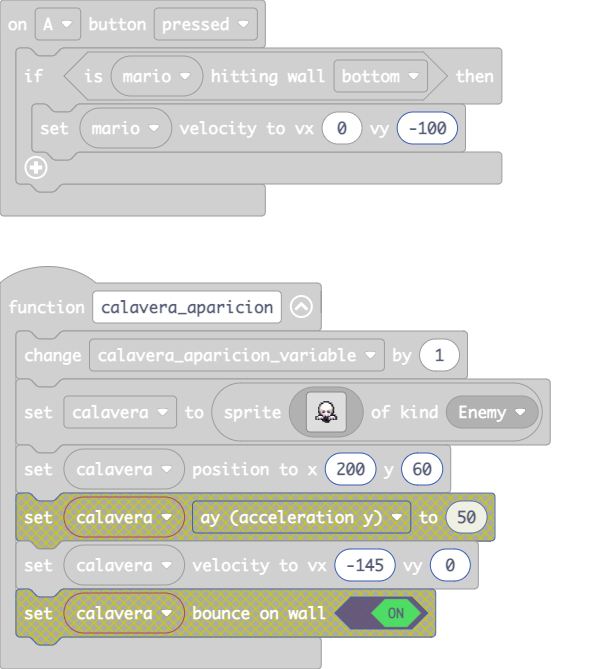 on A button pressed
if is mario hitting wall bottom then
set mario velocity to vx 0 vy -100
function calavera_aparicion
change calavera_aparicion_variable by 1
set calavera to sprite of kind Enemy
set calavera position to x 200 y 60
set calavera ay (acceleration y) to 50
set calavera velocity to vx -145 vy 0
set calavera bounce on wall ON